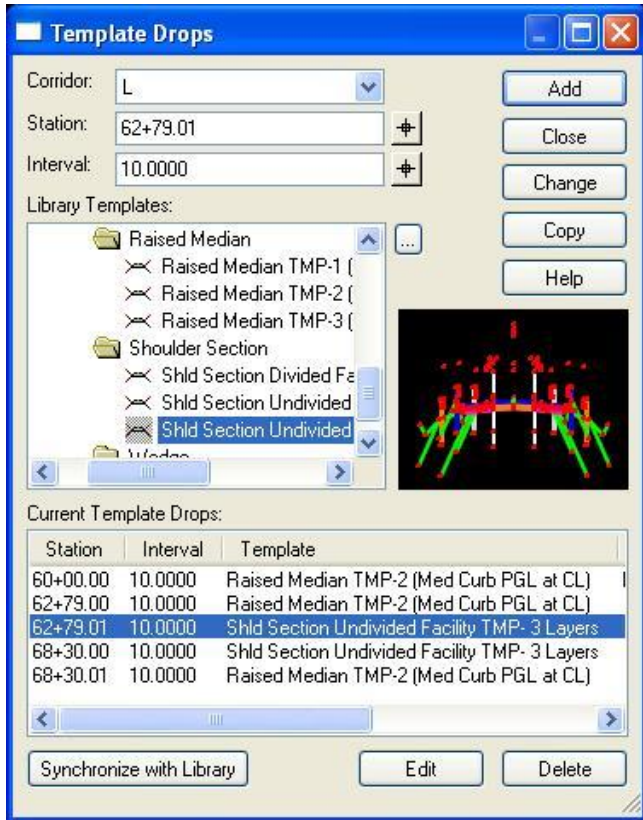 Template Drops
Corridor: L
Add
Station: 62+79.01
Close
Interval: 10.0000
Change
Library Templates:
Copy
...
Raised Median
Raised Median TMP-1 (
Raised Median TMP-2 (
Help
Raised Median TMP-3 (
Shoulder Section
Shld Section Divided Fa
Shld Section Undivided
Shld Section Undivided
Wedge
Current Template Drops:
Station Interval Template
60+00.00 10.0000 Raised Median TMP-2 (Med Curb PGL at CL)
62+79.00 10.0000 Raised Median TMP-2 (Med Curb PGL at CL)
62+79.01 10.0000 Shld Section Undivided Facility TMP- 3 Layers
68+30.00 10.0000 Shld Section Undivided Facility TMP- 3 Layers
68+30.01 10.0000 Raised Median TMP-2 (Med Curb PGL at CL)
Synchronize with Library
Edit
Delete